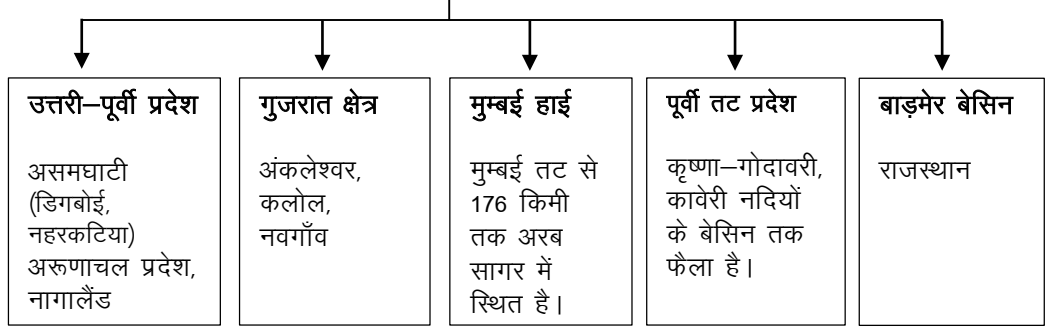 उत्तरी–पूर्वी प्रदेश
असमघाटी
(डिगबोई,
नहरकटिया)
अरूणाचल प्रदेश,
नागालैंड
गुजरात क्षेत्र
अंकलेश्वर,
कलोल,
नवगाँव
मुम्बई हाई
मुम्बई तट से
176 किमी
तक अरब
सागर में
स्थित है।
पूर्वी तट प्रदेश
कृष्णा–गोदावरी,
कावेरी नदियों
के बेसिन तक
फैला है।
बाड़मेर बेसिन
राजस्थान